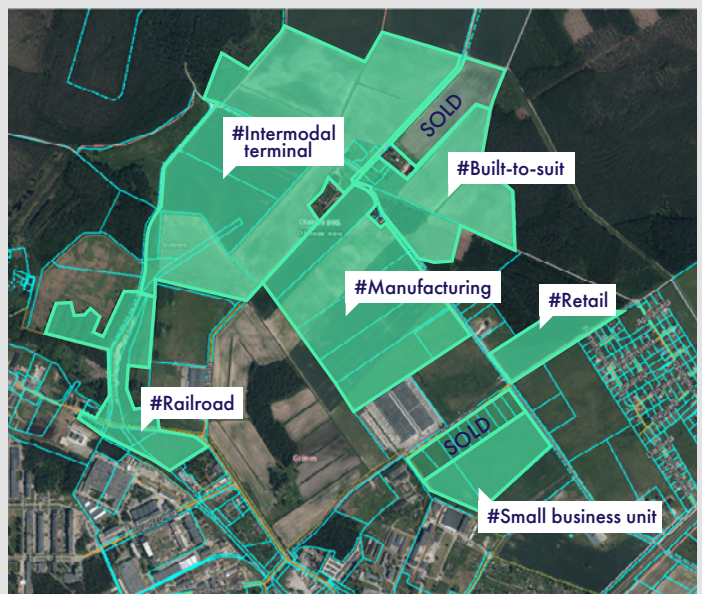 SOLD
#Intermodal
terminal
#Built-to-suit
#Manufacturing
#Retail
#Railroad
SOLD
#Small business unit